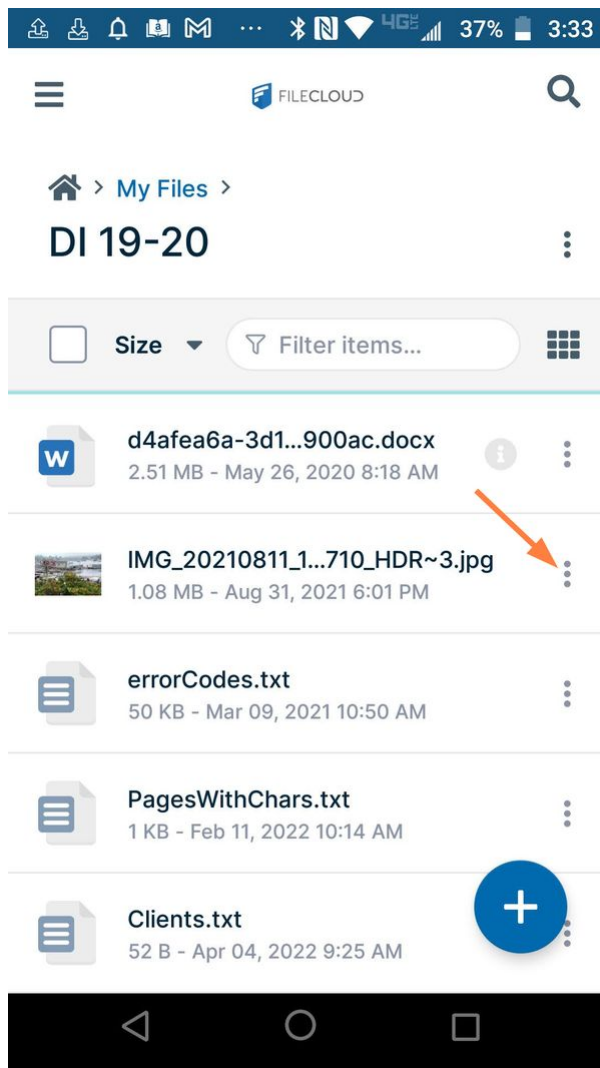 4G 37% 3:33
FILECLOUD
> My Files >
DI 19-20
Size Filter items...
W
d4afea6a-3d1...900ac.docx
2.51 MB - May 26, 2020 8:18 AM
IMG_20210811_1...710_HDR~3.jpg
1.08 MB - Aug 31, 2021 6:01 PM
errorCodes.txt
50 KB - Mar 09, 2021 10:50 AM
PagesWithChars.txt
1 KB - Feb 11, 2022 10:14 AM
Clients.txt
52 B - Apr 04, 2022 9:25 AM